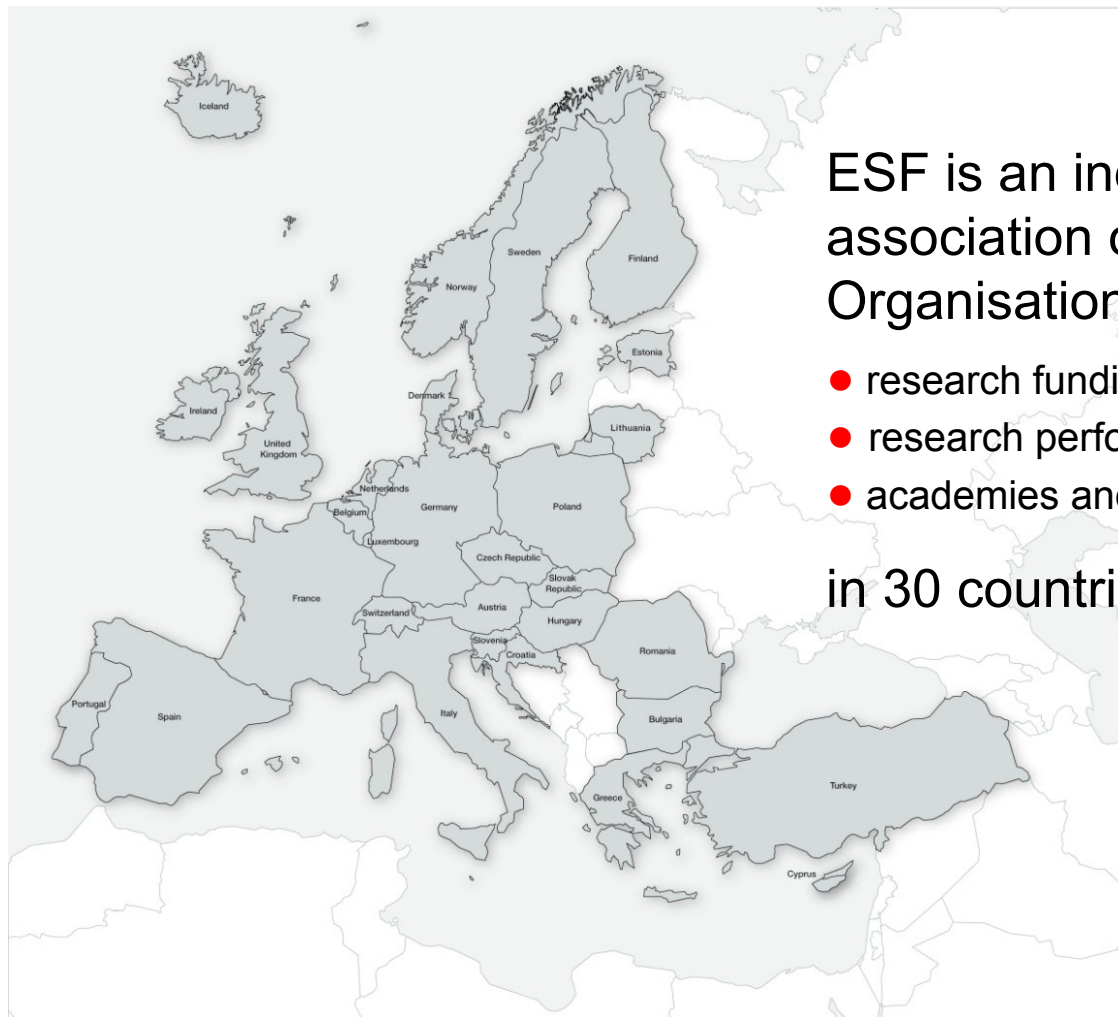 Iceland
Sweden
Finland
Norway
Estonia
Denmark
Lithuania
Ireland
United
Kingdom
Netherlands
Belgium
Germany
Poland
Luxembourg
Czech Republic
Slovak
Republic
France
Switzerland
Austria
Hungary
Slovenia
Croatia
Romania
Portugal
Spain
Italy
Bulgaria
Greece
Turkey
Cyprus
ESF is an
association
Organisation
● research fundi
● research perfo
● academies
in 30 countri